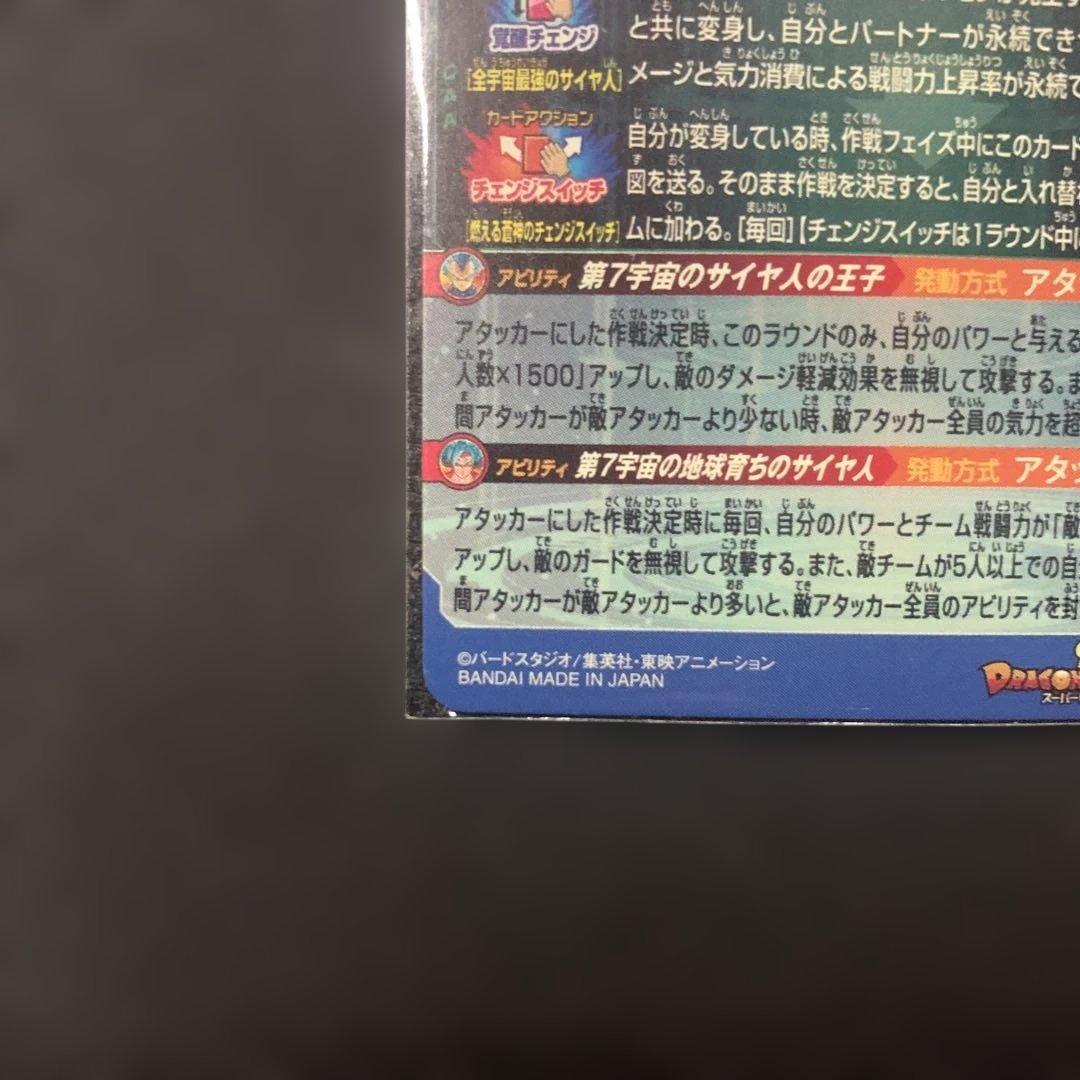 覚醒チェンジ
と共に変身し、自分とパートナーが永続でき
[全宇宙最強のサイヤ人]
メージと気力消費による戦闘力上昇率が永続で
カードアクション
チェンジスイッチ
自分が変身している時、作戦フェイズ中にこのカード
図を送る。そのまま作戦を決定すると、自分と入れ替
[燃える蒼神のチェンジスイッチ]
ムに加わる。[毎回]【チェンジスイッチは1ラウンド中に
アビリティ 第7宇宙のサイヤ人の王子 発動方式 アタ
アタッカーにした作戦決定時、このラウンドのみ、自分のパワーと与える
人数×1500」アップし、敵のダメージ軽減効果を無視して攻撃する。ま
間アタッカーが敵アタッカーより少ない時、敵アタッカー全員の気力を超
アビリティ 第7宇宙の地球育ちのサイヤ人 発動方式 アタッ
アタッカーにした作戦決定時に毎回、自分のパワーとチーム戦闘力が「敵
アップし、敵のガードを無視して攻撃する。また、敵チームが5人以上での自
間アタッカーが敵アタッカーより多いと、敵アタッカー全員のアビリティを封
©バードスタジオ/集英社・東映アニメーション
BANDAI MADE IN JAPAN
DRAGON
スーパー